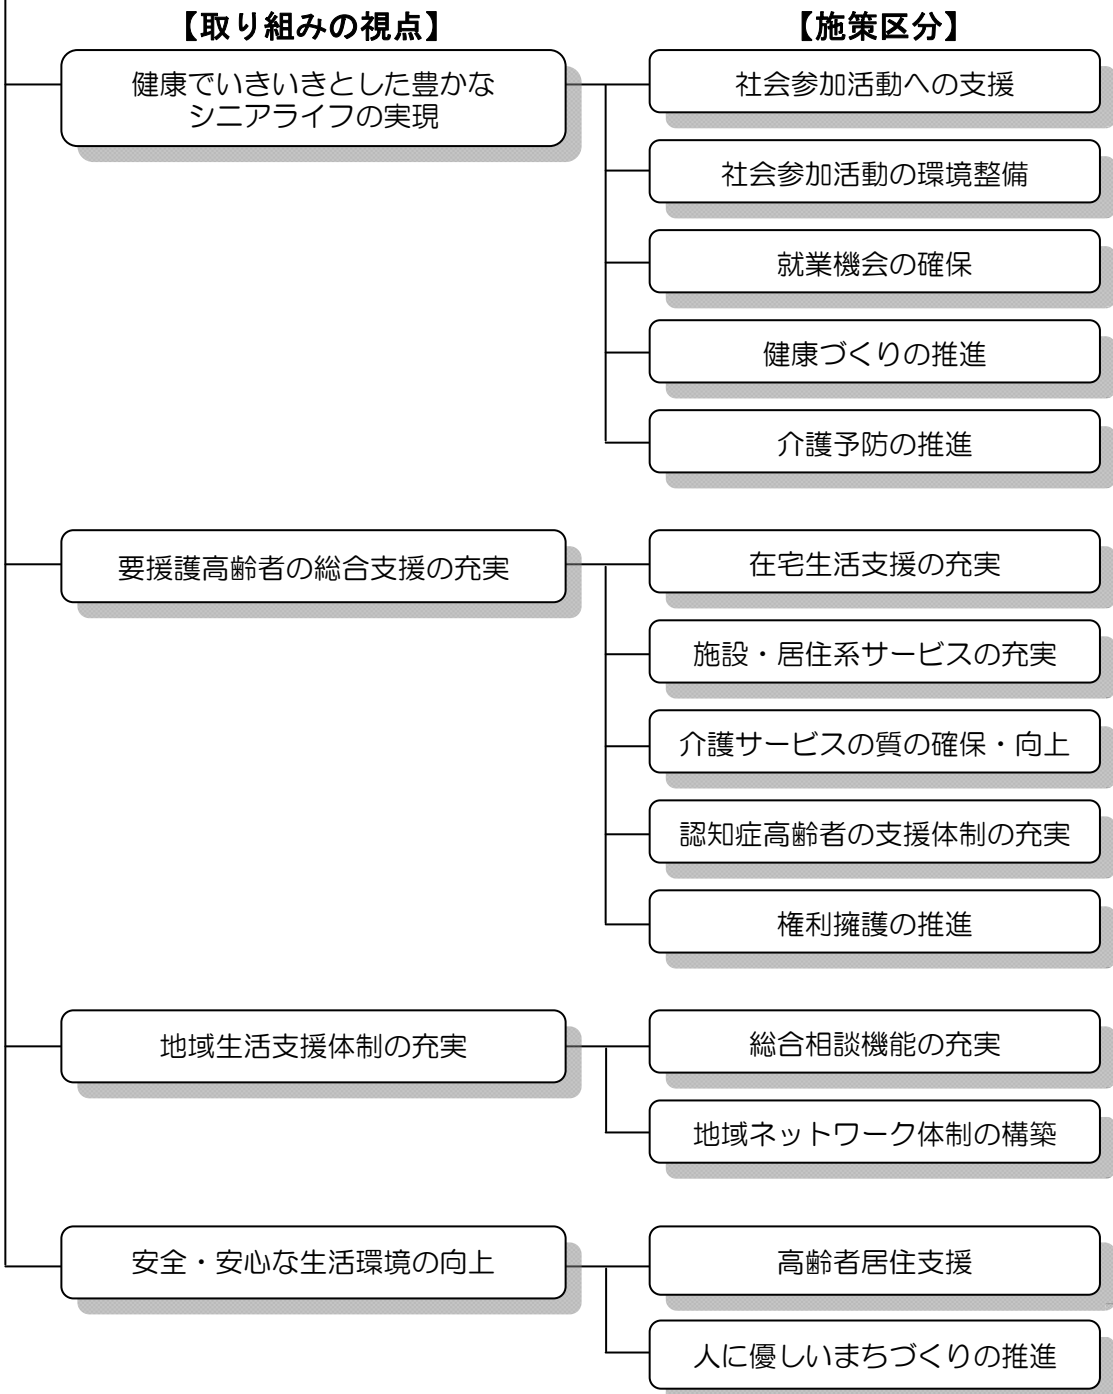 【取り組みの視点】
【施策区分】
健康でいきいきとした豊かな
シニアライフの実現
社会参加活動への支援
社会参加活動の環境整備
就業機会の確保
健康づくりの推進
介護予防の推進
要援護高齢者の総合支援の充実
在宅生活支援の充実
施設・居住系サービスの充実
介護サービスの質の確保・向上
認知症高齢者の支援体制の充実
権利擁護の推進
地域生活支援体制の充実
総合相談機能の充実
地域ネットワーク体制の構築
安全・安心な生活環境の向上
高齢者居住支援
人に優しいまちづくりの推進